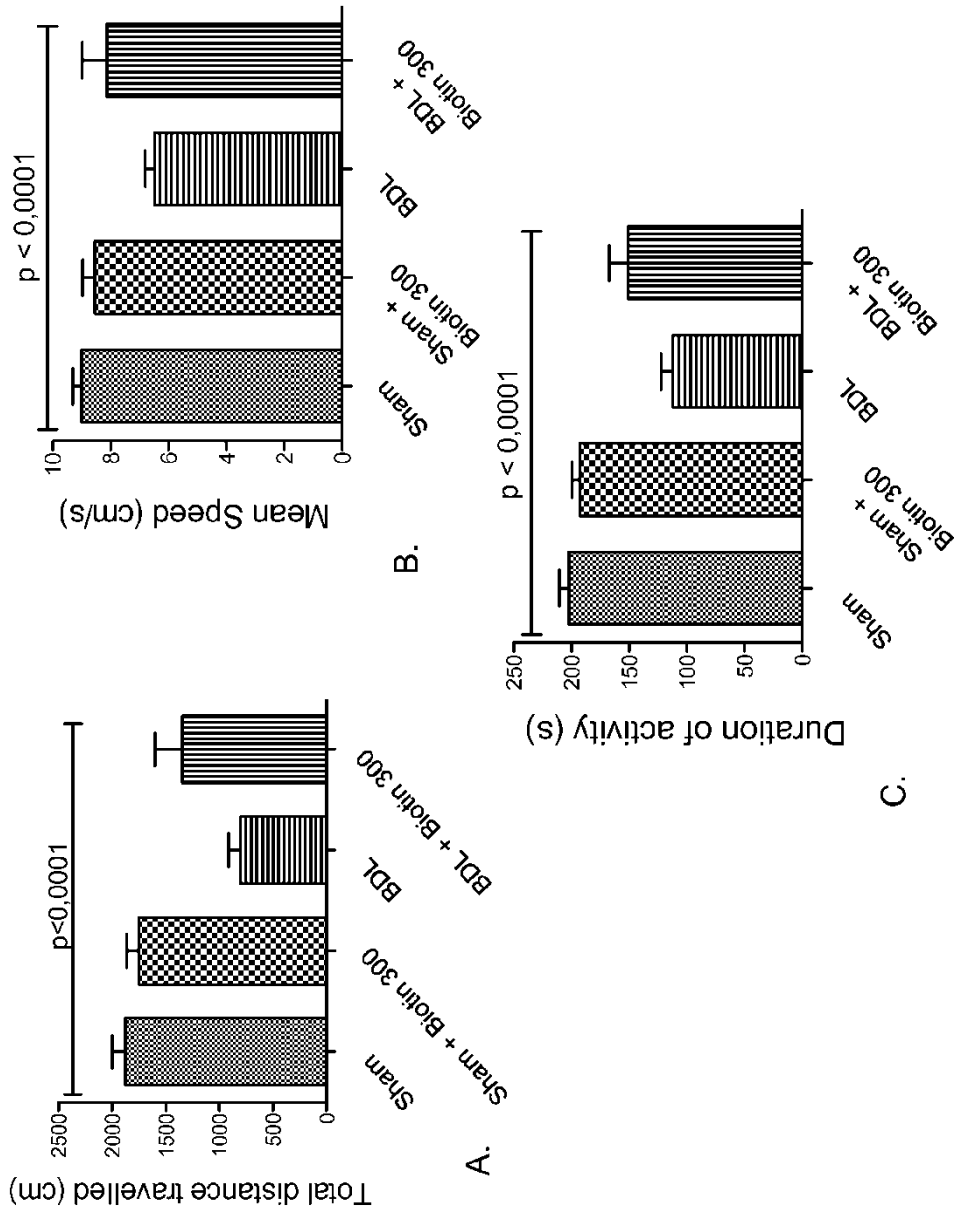 p<0,0001
Total distance travelled (cm)
2500
2000
1500
1000
500
0
Sham
Sham + Biotin 300
BDL
BDL + Biotin 300
A.
p < 0,0001
Mean Speed (cm/s)
10
8
6
4
2
0
Sham
Sham +
Biotin 300
BDL
BDL +
Biotin 300
B.
p < 0,0001
Duration of activity (s)
250
200
150
100
50
0
Sham
Sham +
Biotin 300
BDL
BDL +
Biotin 300
C.